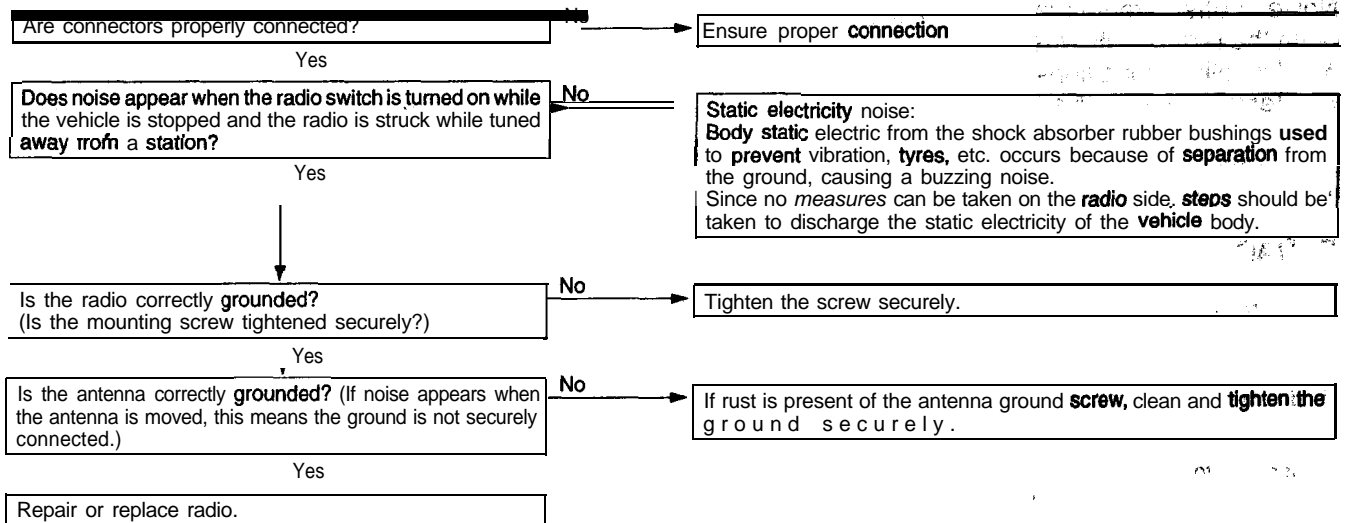 Are connectors properly connected?
No
Ensure proper connection
Yes
Does noise appear when the radio switch is turned on while
the vehicle is stopped and the radio is struck while tuned
away from a station?
No
Static electricity noise:
Body static electric from the shock absorber rubber bushings used
to prevent vibration, tyres, etc. occurs because of separation from
the ground, causing a buzzing noise.
Since no measures can be taken on the radio side, steps should be
taken to discharge the static electricity of the vehicle body.
Yes
Is the radio correctly grounded?
(Is the mounting screw tightened securely?)
No
Tighten the screw securely.
Yes
Is the antenna correctly grounded? (If noise appears when
the antenna is moved, this means the ground is not securely
connected.)
No
If rust is present of the antenna ground screw, clean and tighten the
ground securely.
Yes
Repair or replace radio.